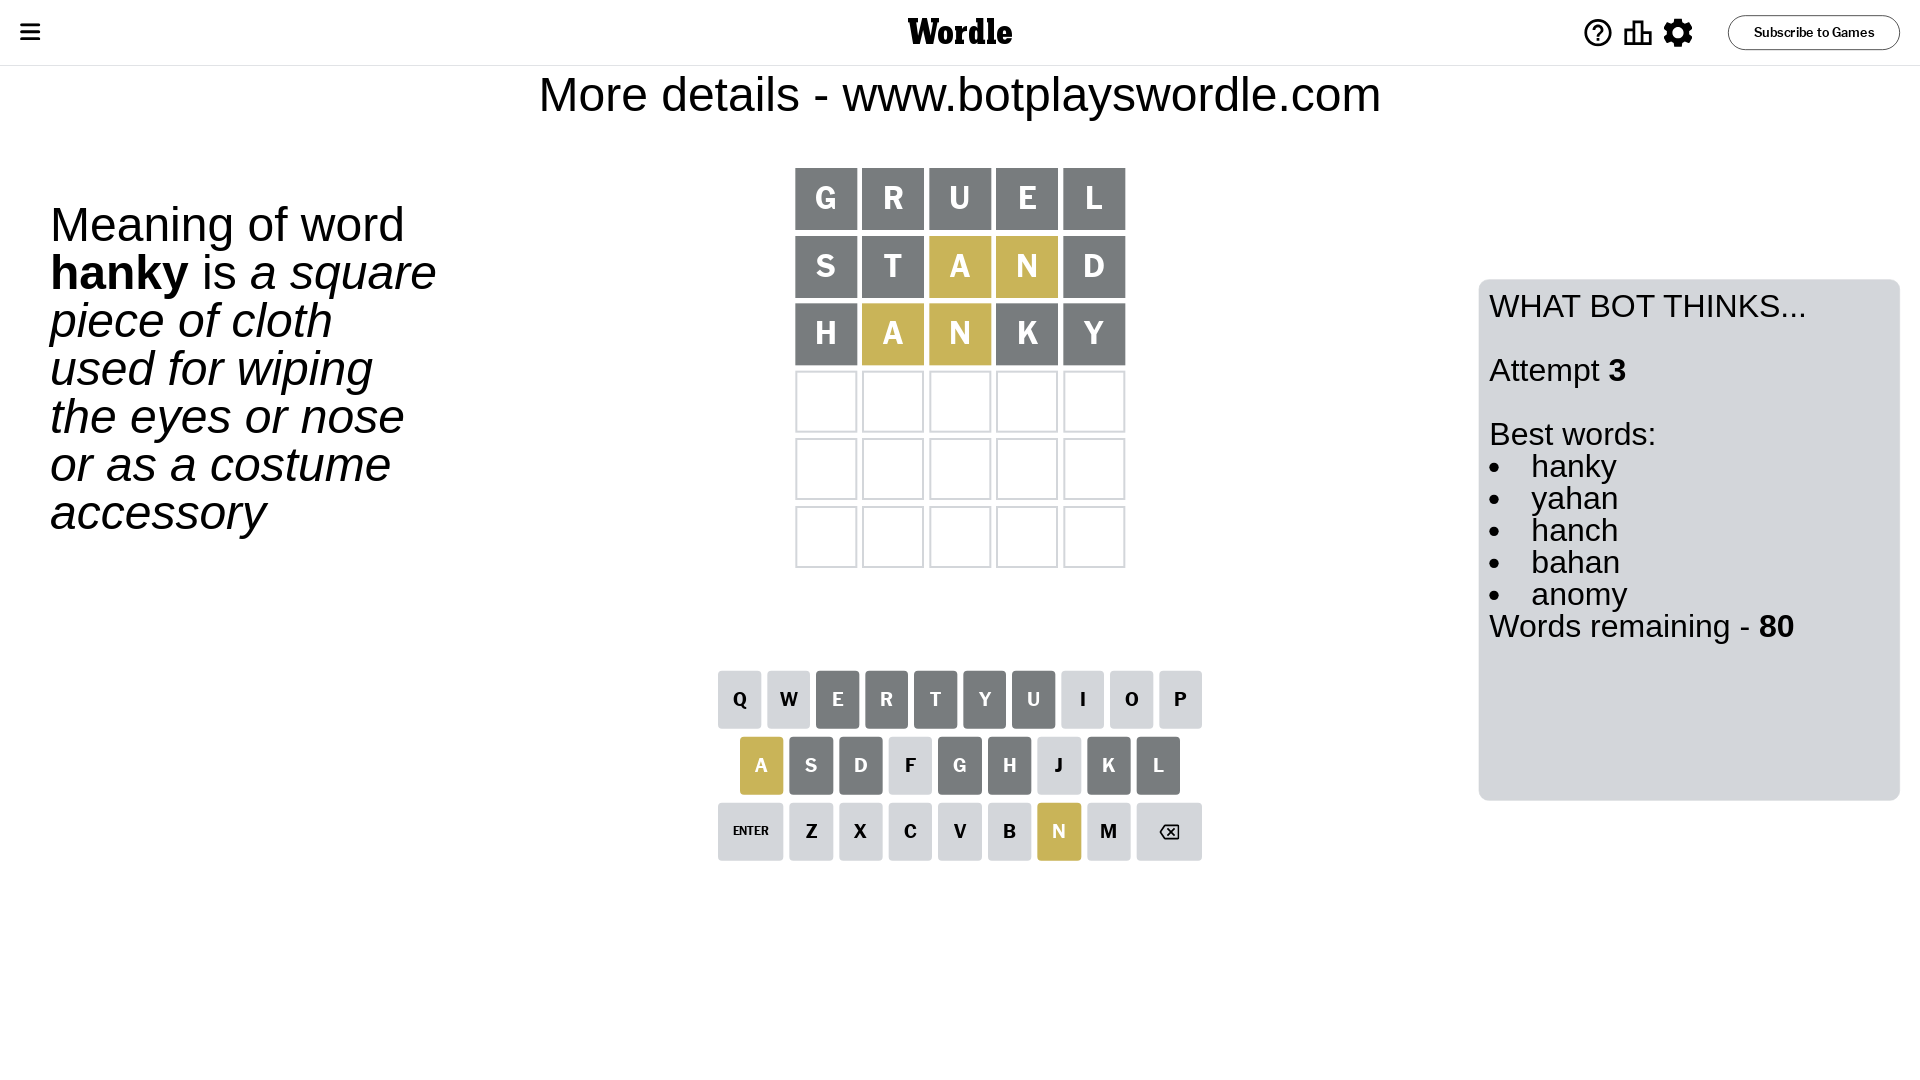 Wordle
Subscribe to Games
More details - www.botplayswordle.com
Meaning of word
hanky is a square
piece of cloth
used for wiping
the eyes or nose
or as a costume
accessory
G R U E L
S T A N D
H A N K Y
WHAT BOT THINKS...
Attempt 3
Best words:
• hanky
• yahan
• hanch
• bahan
• anomy
Words remaining - 80
Q W E R T Y U I O P
A S D F G H J K L
ENTER Z X C V B N M